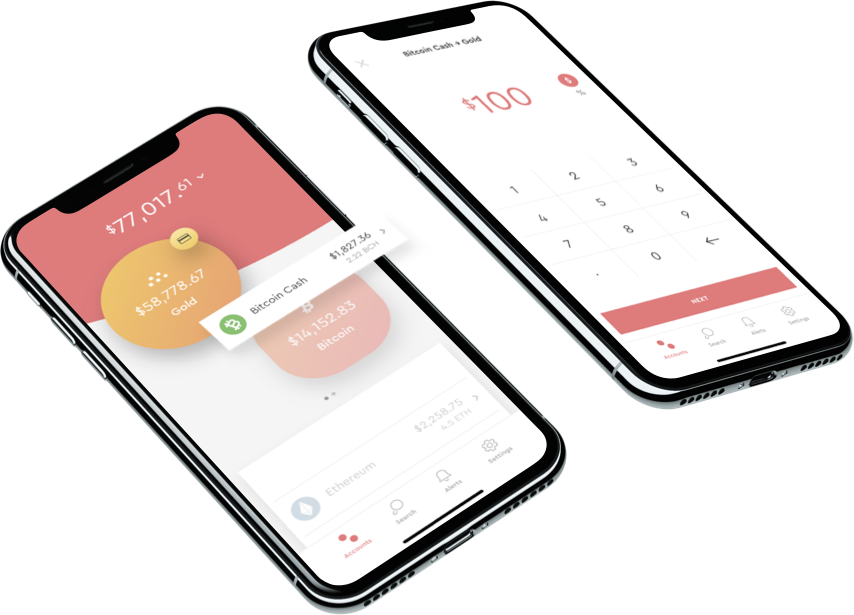 $77,017.61
$58,778.67
Gold
Bitcoin Cash
$1,827.36
2.22 BCH
$14,152.83
Bitcoin
Ethereum
$2,258.75
4.5 ETH
Accounts
Search
Alerts
Settings
Bitcoin Cash → Gold
$100
$
%
1 2 3
4 5 6
7 8 9
. 0 ←
NEXT
Accounts
Search
Alerts
Settings